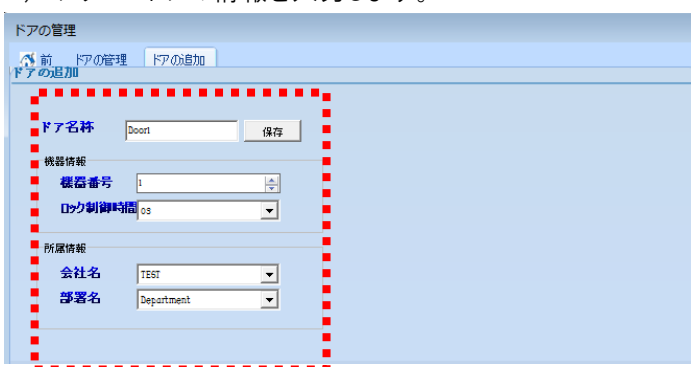 ドアの管理
前 ドアの管理 ドアの追加
ドアの追加
ドア名称 Door1 保存
機器情報
機器番号 1
ロック制御時間 0S
所属情報
会社名 TEST
部署名 Department